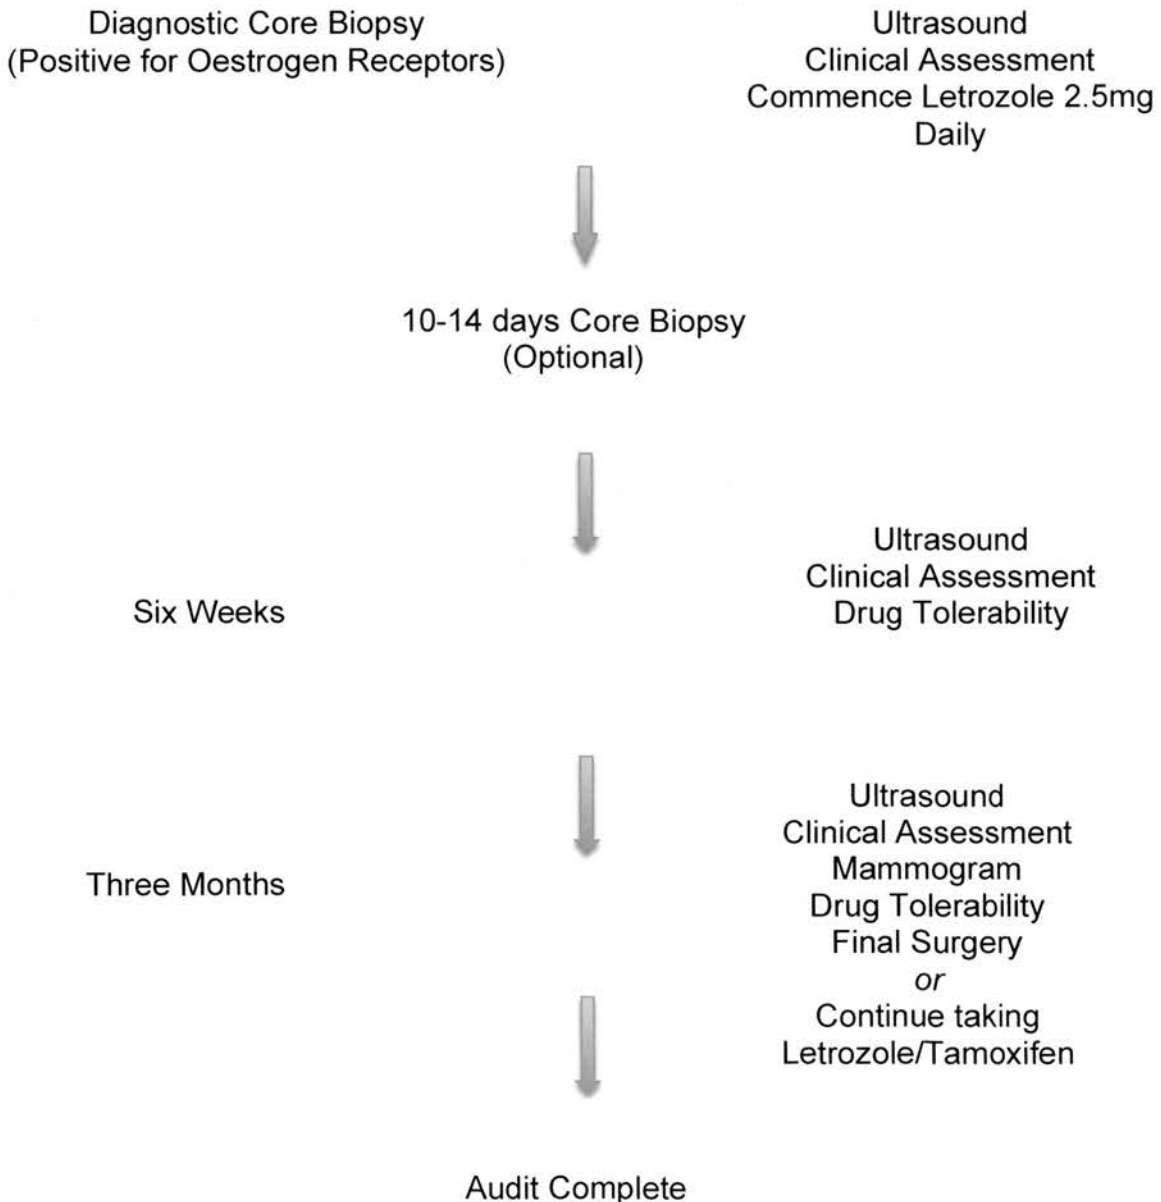 Diagnostic Core Biopsy
(Positive for Oestrogen Receptors)
Ultrasound
Clinical Assessment
Commence Letrozole 2.5mg
Daily
10-14 days Core Biopsy
(Optional)
Six Weeks
Ultrasound
Clinical Assessment
Drug Tolerability
Three Months
Ultrasound
Clinical Assessment
Mammogram
Drug Tolerability
Final Surgery
or
Continue taking
Letrozole/Tamoxifen
Audit Complete